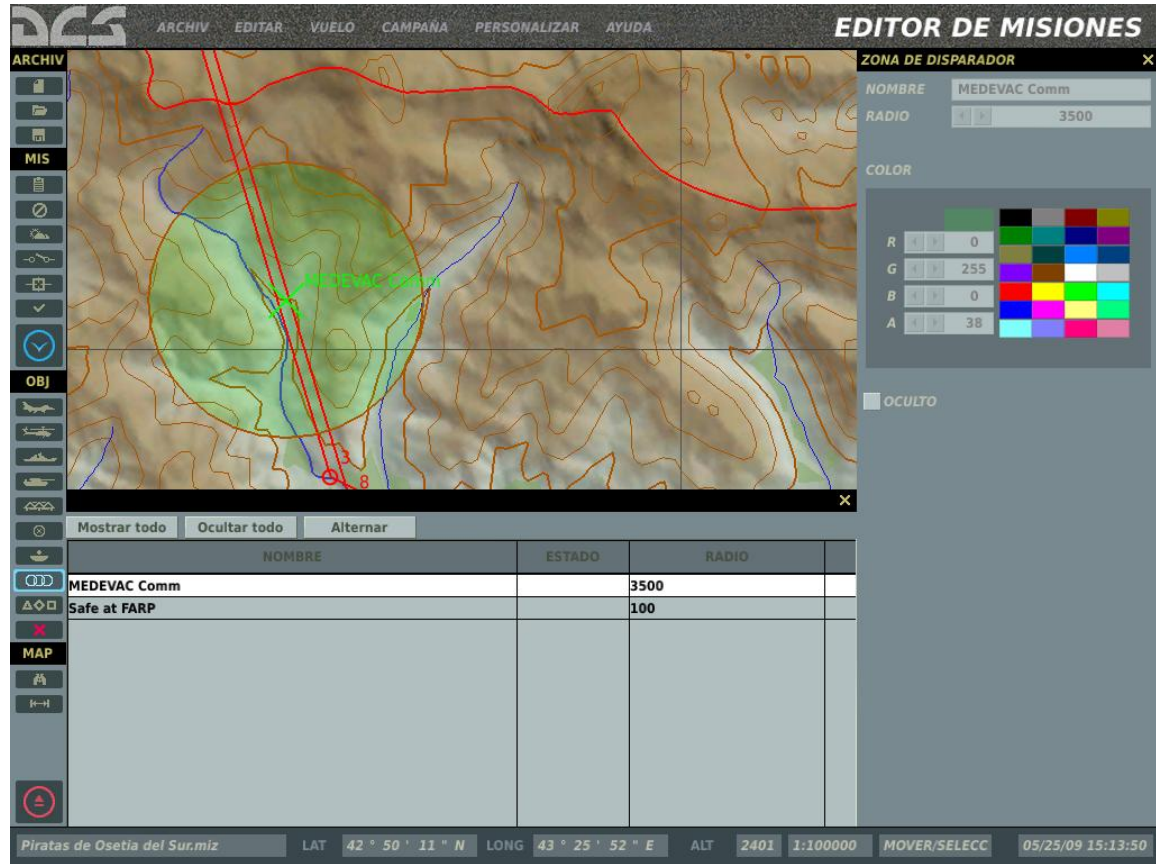 DCS ARCHIV EDITAR VUELO CAMPAÑA PERSONALIZAR AYUDA EDITOR DE MISIONES
ARCHIV
MIS
OBJ
MAP
MEDEVAC Comm
3
8
ZONA DE DISPARADOR X
NOMBRE MEDEVAC Comm
RADIO 3500
COLOR
R 0
G 255
B 0
A 38
OCULTO
X
Mostrar todo Ocultar todo Alternar
NOMBRE ESTADO RADIO
MEDEVAC Comm 3500
Safe at FARP 100
Piratas de Osetia del Sur.miz LAT 42 ° 50 ' 11 " N LONG 43 ° 25 ' 52 " E ALT 2401 1:100000 MOVER/SELECC 05/25/09 15:13:50